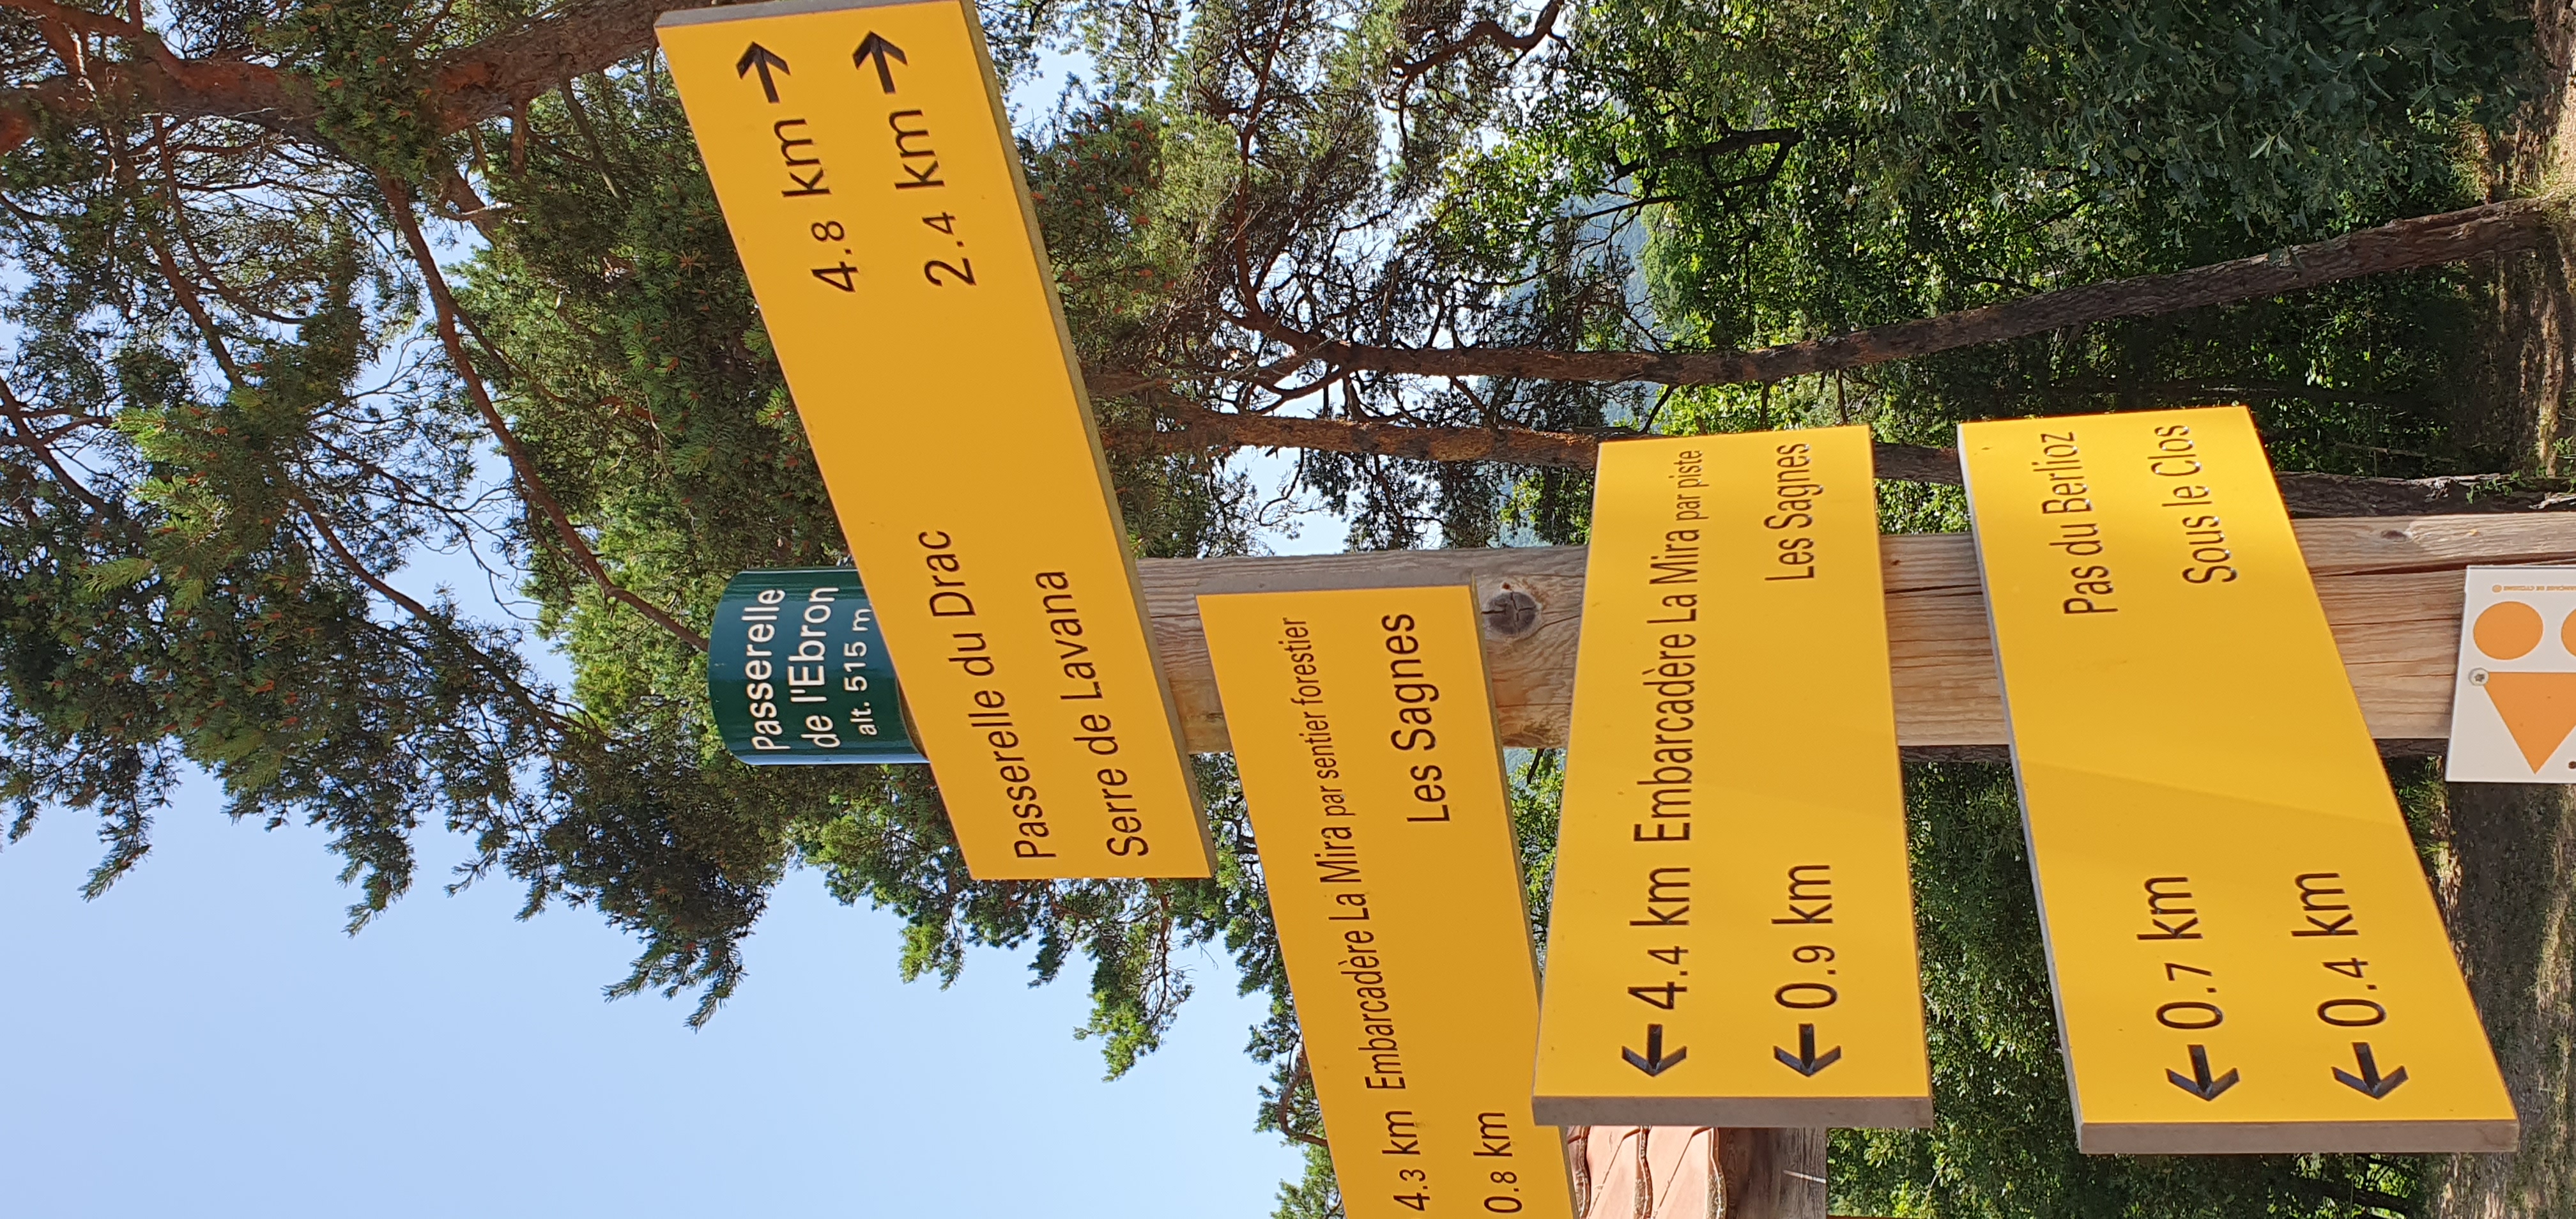 Passerelle
de l'Ebron
alt. 515 m
Passerelle du Drac 4.8 km →
Serre de Lavana 2.4 km →
4.3 km Embarcadère La Mira par sentier forestier
0.8 km Les Sagnes
← 4.4 km Embarcadère La Mira par piste
← 0.9 km Les Sagnes
← 0.7 km Pas du Berlioz
← 0.4 km Sous le Clos